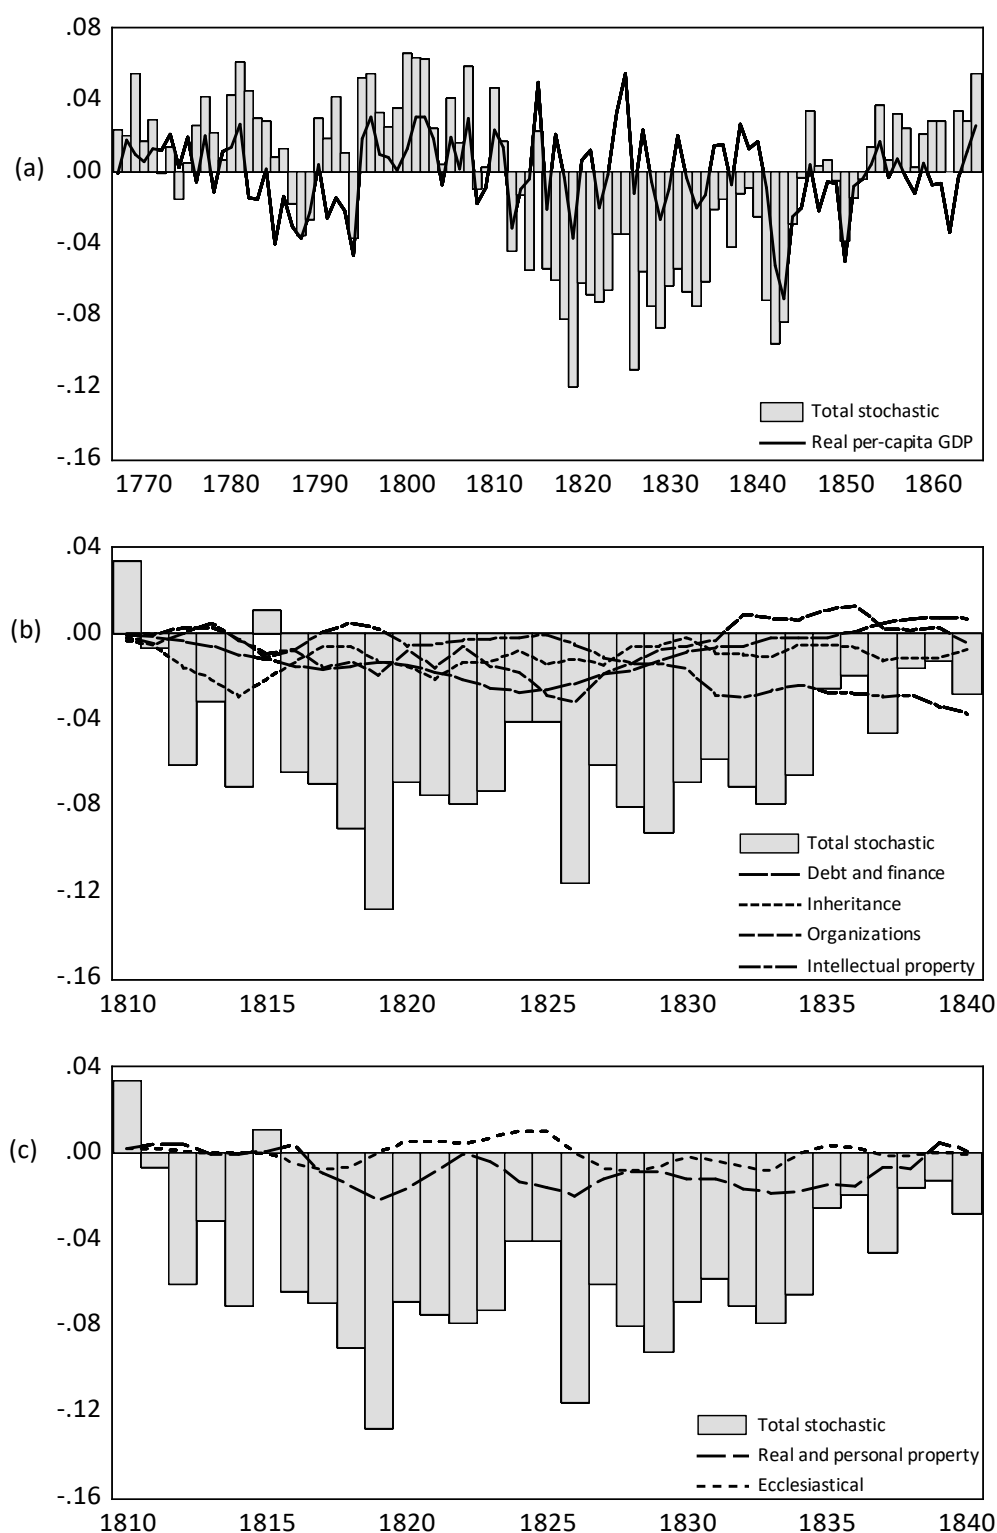 .08
.04
(a)
.00
-.04
-.08
-.12
-.16
Total stochastic
Real per-capita GDP
1770 1780 1790 1800 1810 1820 1830 1840 1850 1860
.04
(b)
.00
-.04
-.08
-.12
-.16
Total stochastic
Debt and finance
Inheritance
Organizations
Intellectual property
1810 1815 1820 1825 1830 1835 1840
.04
(c)
.00
-.04
-.08
-.12
-.16
Total stochastic
Real and personal property
Ecclesiastical
1810 1815 1820 1825 1830 1835 1840